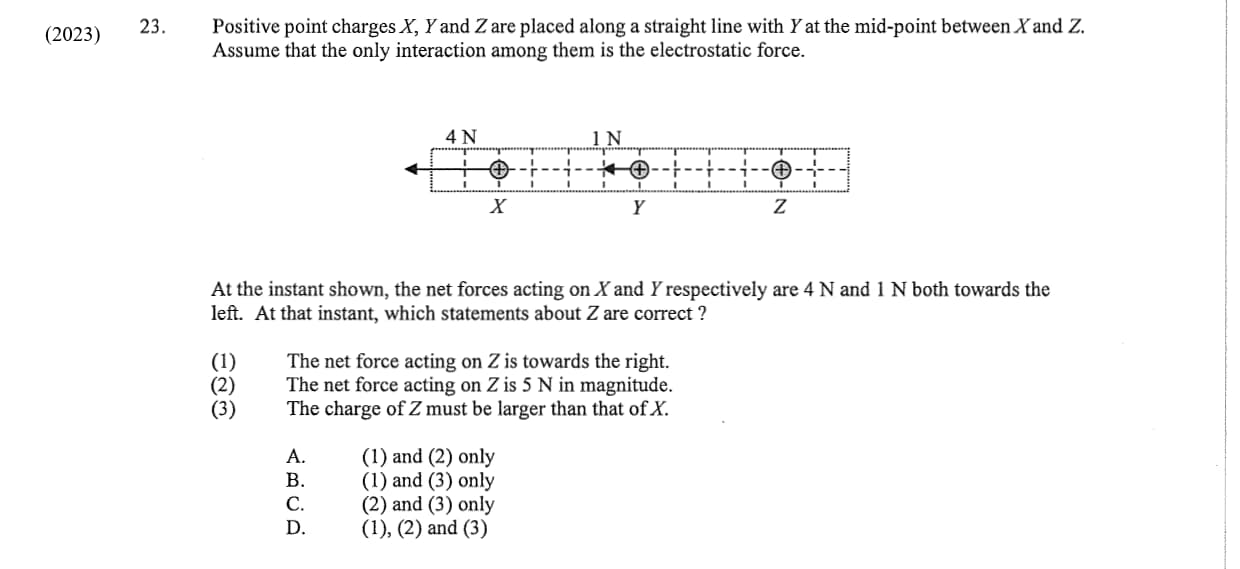 (2023) 23. Positive point charges X, Y and Z are placed along a straight line with Y at the mid-point between X and Z.
Assume that the only interaction among them is the electrostatic force.
4 N 1 N
X Y Z
At the instant shown, the net forces acting on X and Y respectively are 4 N and 1 N both towards the
left. At that instant, which statements about Z are correct ?
(1) The net force acting on Z is towards the right.
(2) The net force acting on Z is 5 N in magnitude.
(3) The charge of Z must be larger than that of X.
A. (1) and (2) only
B. (1) and (3) only
C. (2) and (3) only
D. (1), (2) and (3)